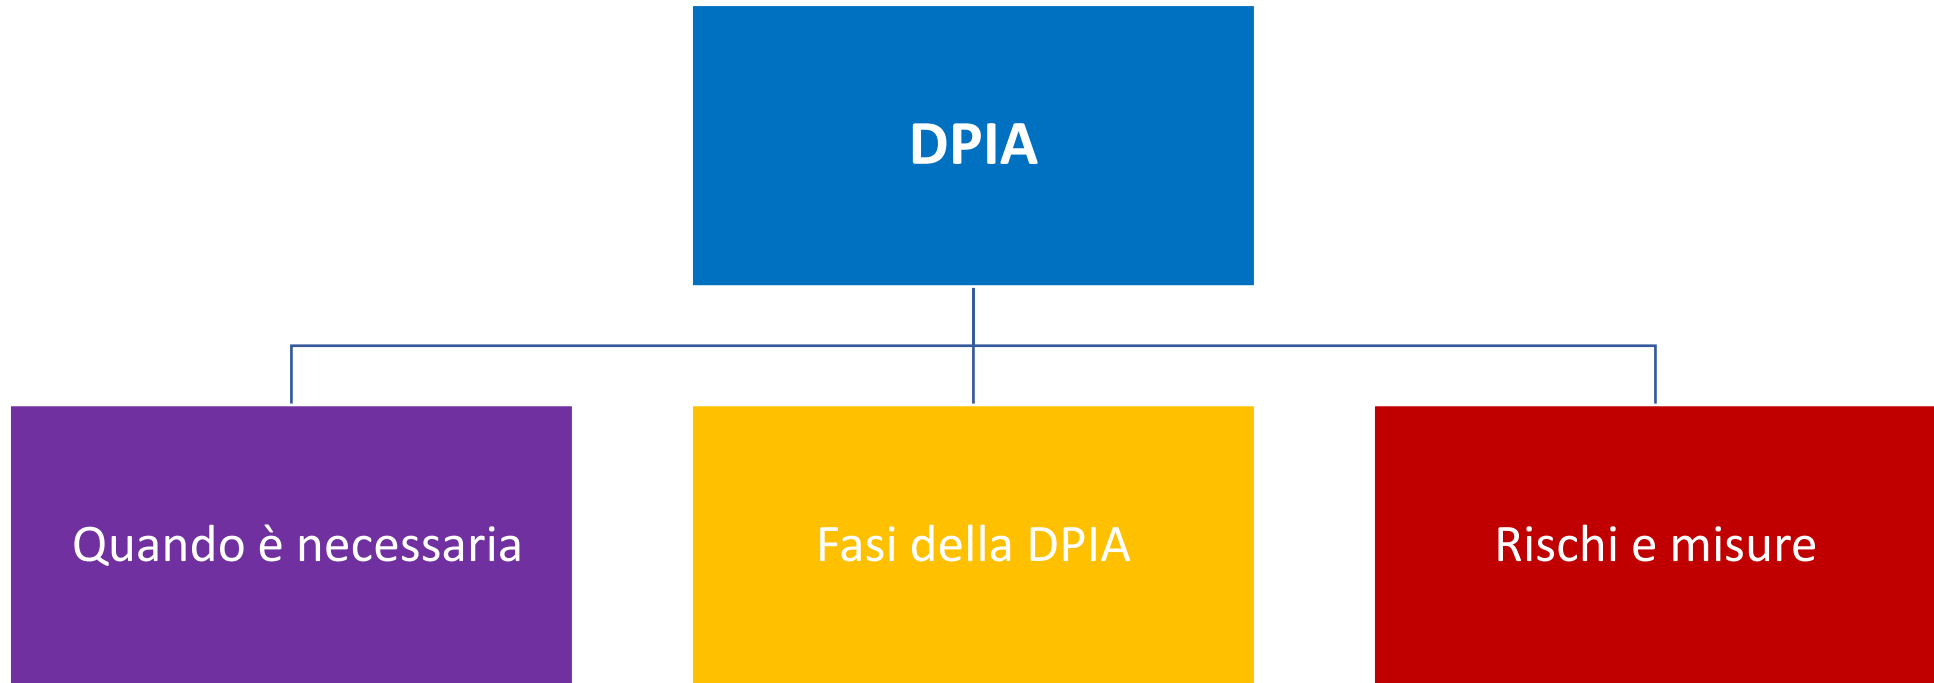 DPIA
Quando è necessaria
Fasi della DPIA
Rischi e misure